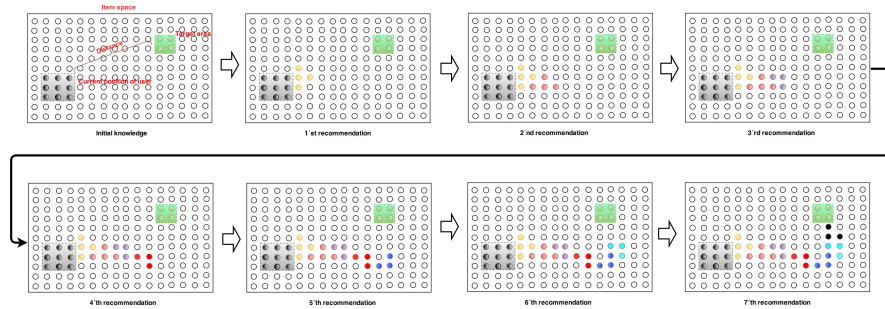 Item space
Target area
Distance
Current position of user
Initial knowledge
1´st recommendation
2´nd recommendation
3´rd recommendation
4´th recommendation
5´th recommendation
6´th recommendation
7´th recommendation